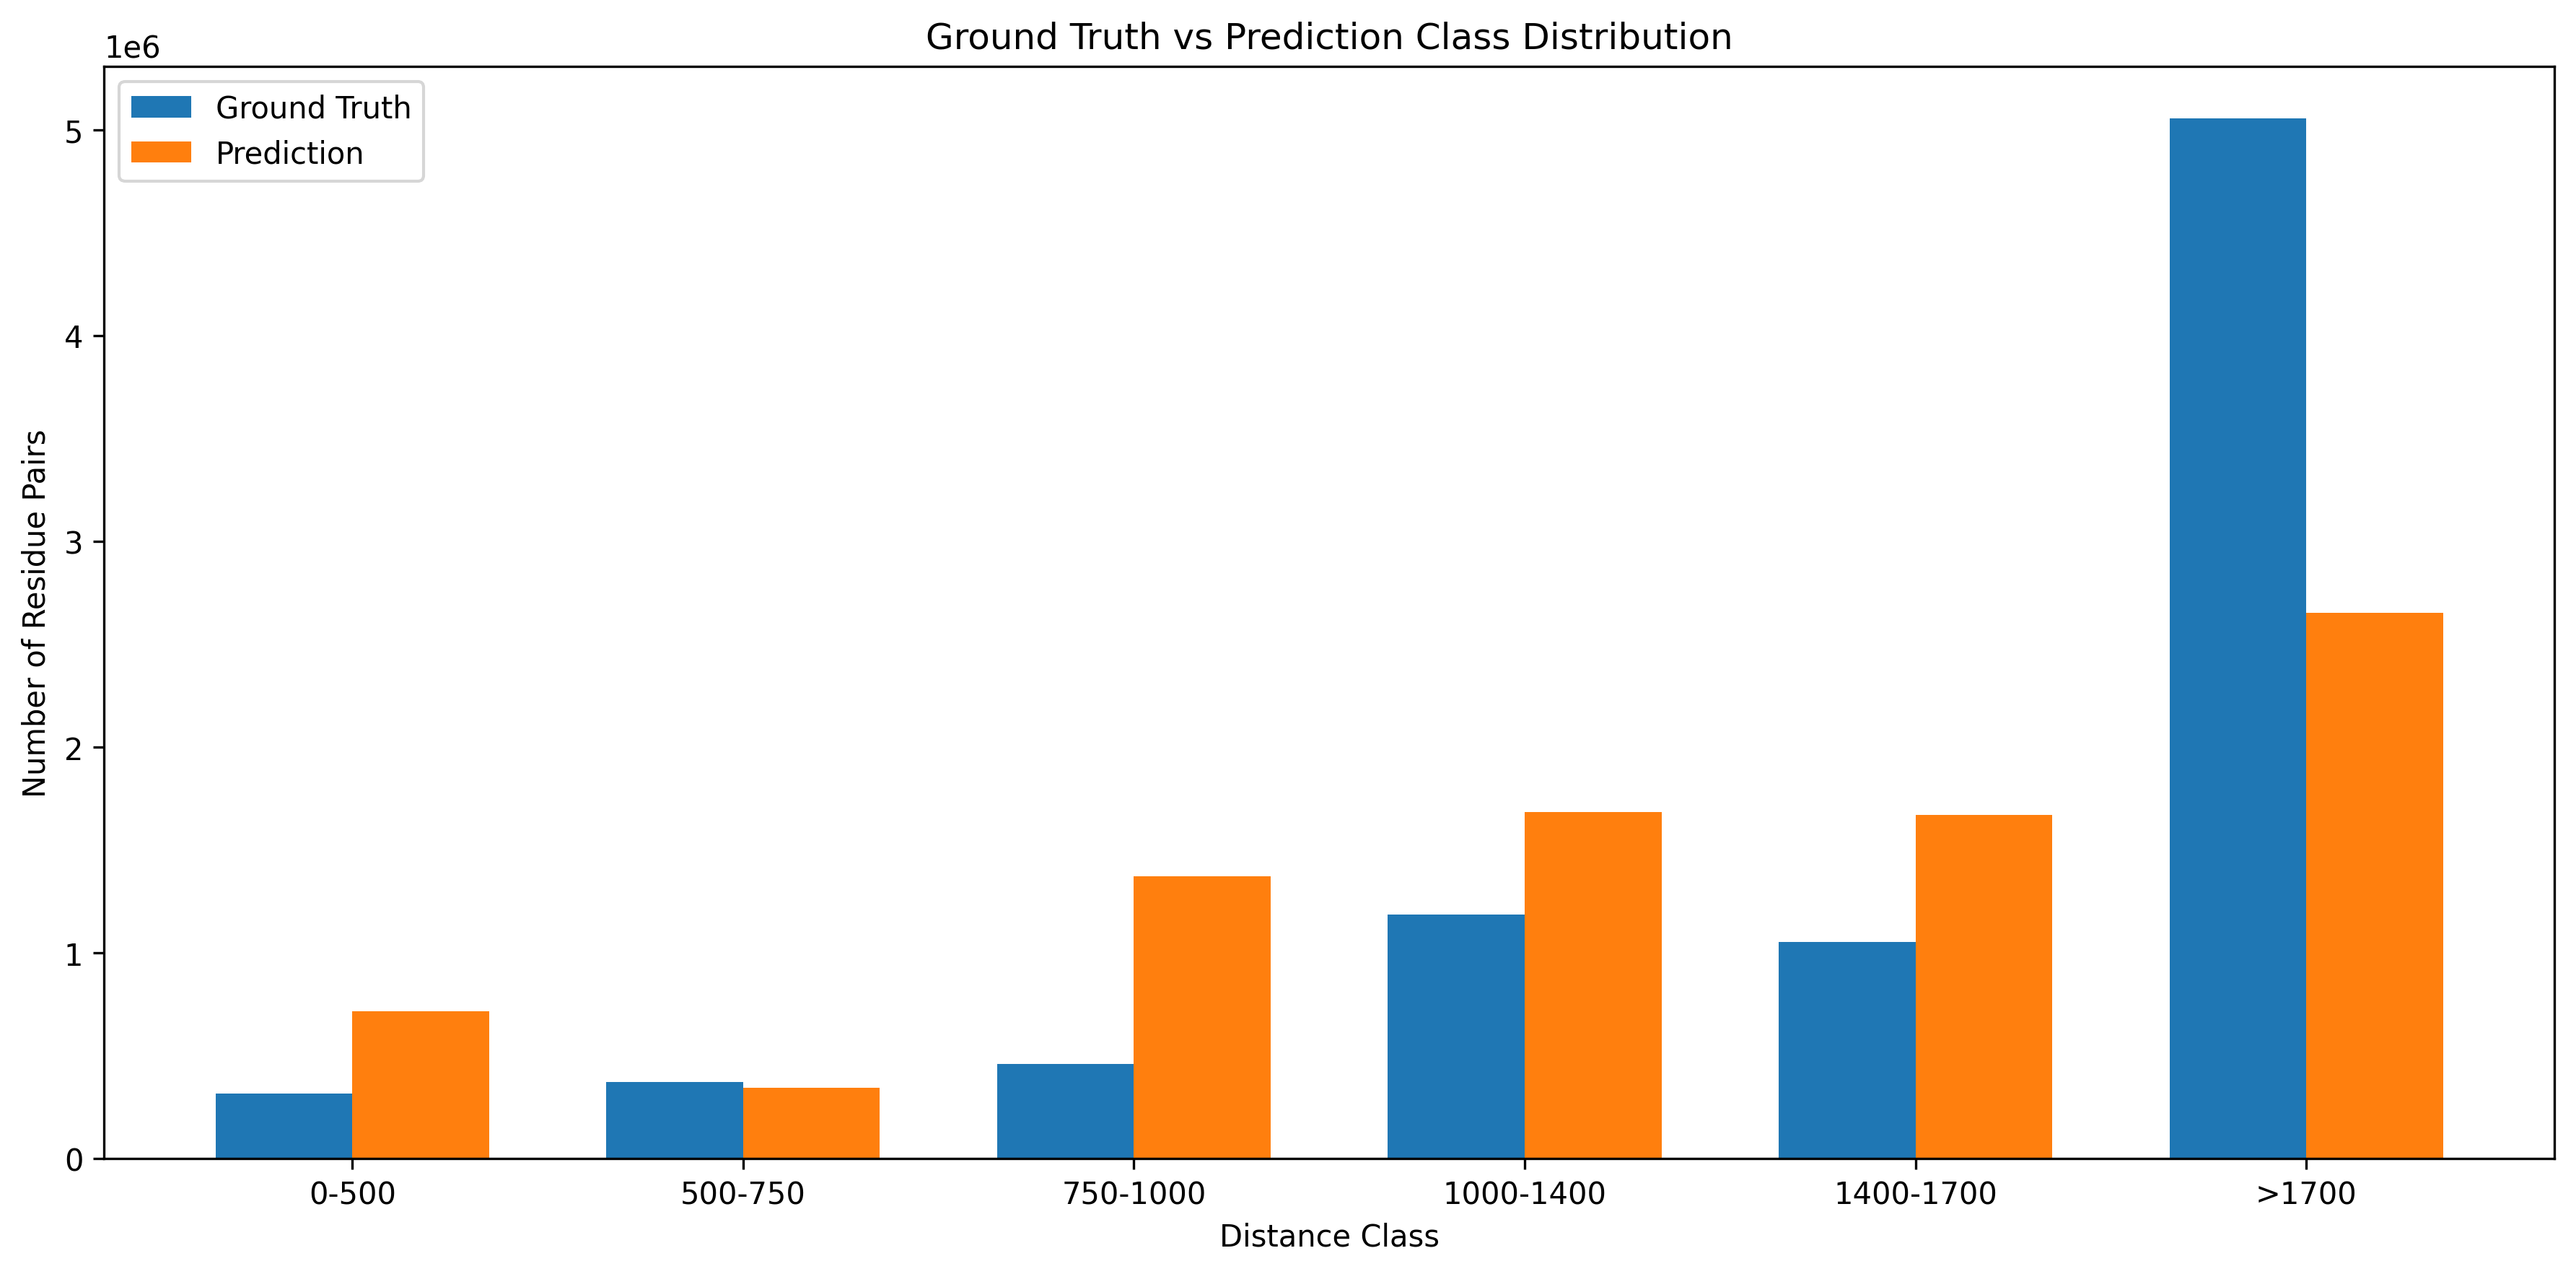 Ground Truth vs Prediction Class Distribution
1e6
Ground Truth
Prediction
5
4
3
2
1
0
Number of Residue Pairs
0-500 500-750 750-1000 1000-1400 1400-1700 >1700
Distance Class